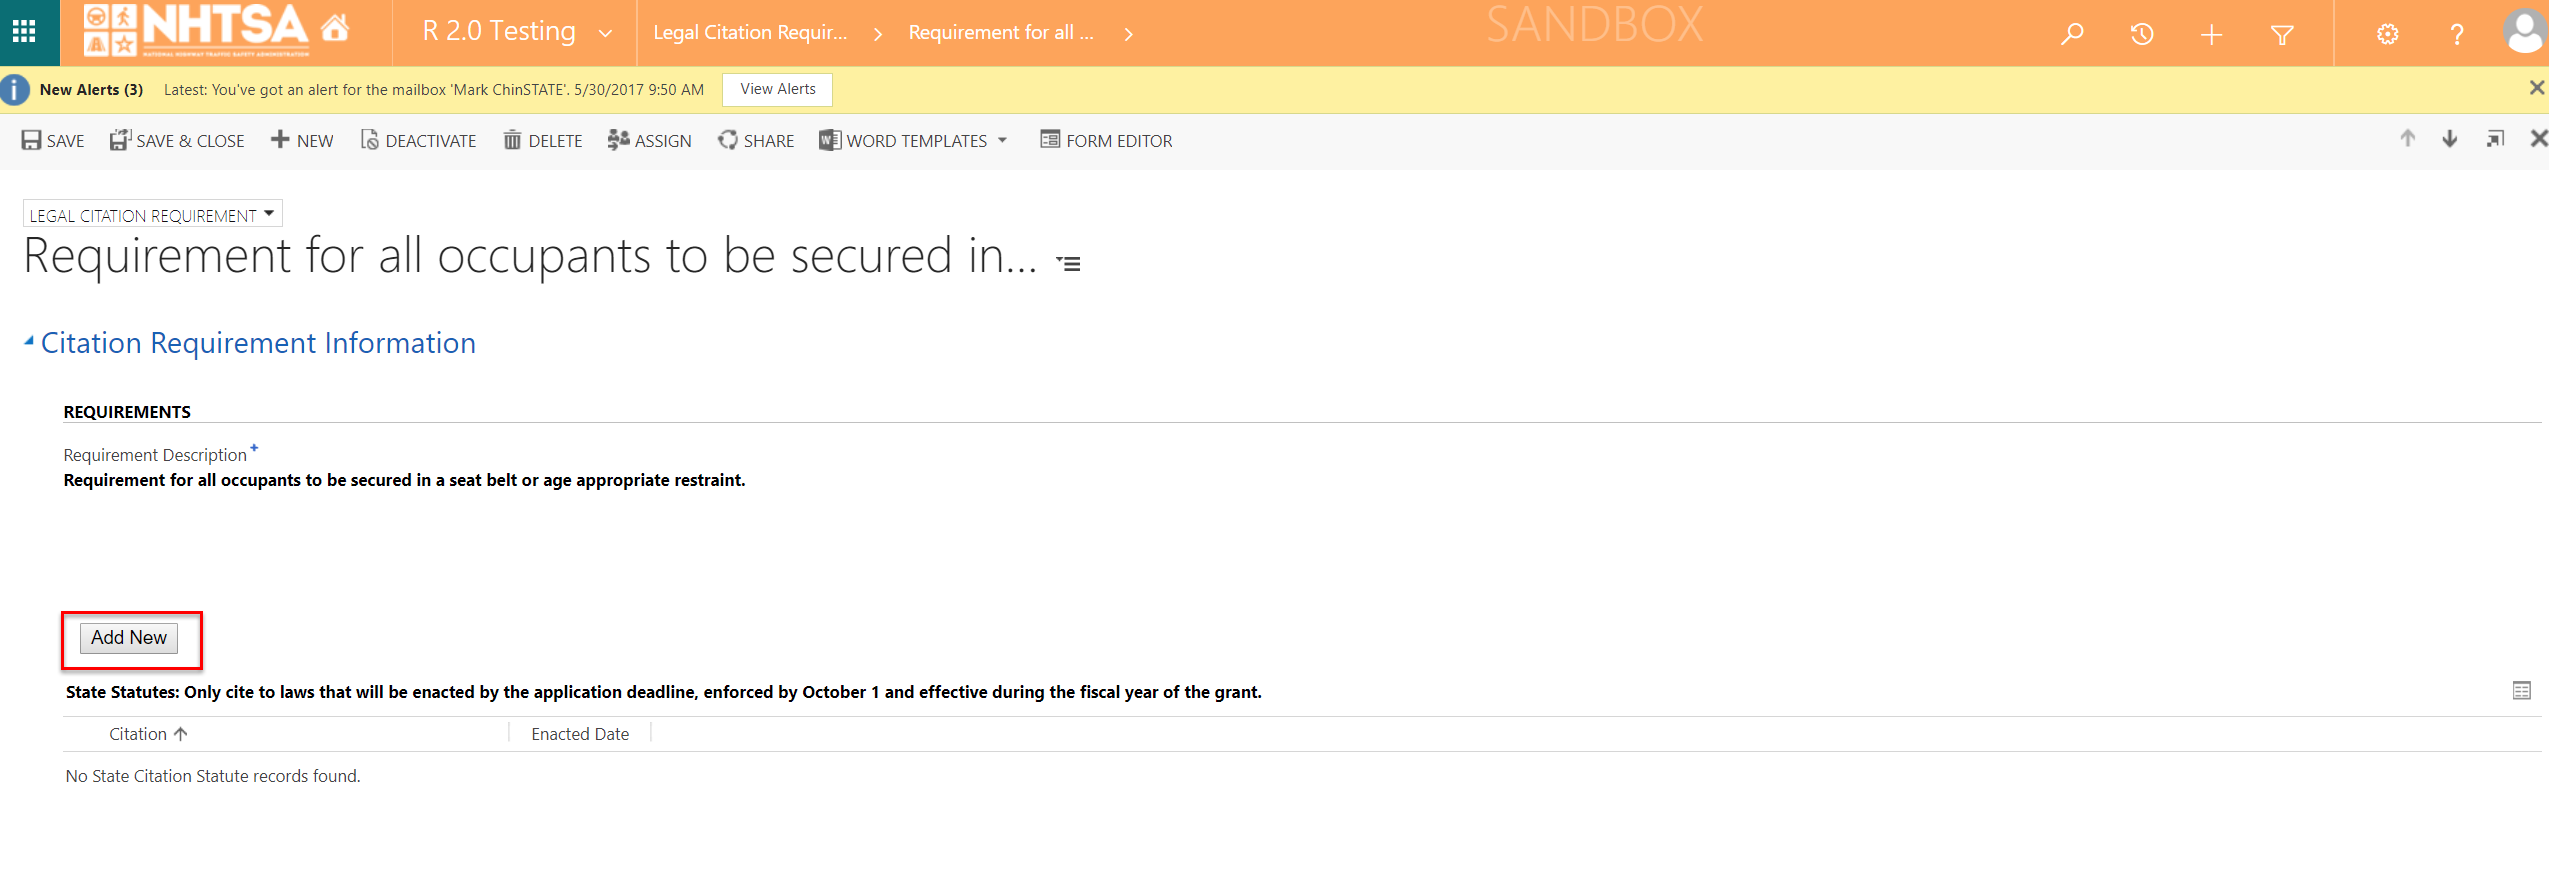 NHTSA
NATIONAL HIGHWAY TRAFFIC SAFETY ADMINISTRATION
R 2.0 Testing
Legal Citation Requir...
Requirement for all ...
SANDBOX
New Alerts (3) Latest: You've got an alert for the mailbox 'Mark ChinSTATE'. 5/30/2017 9:50 AM View Alerts
SAVE SAVE & CLOSE NEW DEACTIVATE DELETE ASSIGN SHARE WORD TEMPLATES FORM EDITOR
LEGAL CITATION REQUIREMENT
Requirement for all occupants to be secured in...
Citation Requirement Information
REQUIREMENTS
Requirement Description+
Requirement for all occupants to be secured in a seat belt or age appropriate restraint.
Add New
State Statutes: Only cite to laws that will be enacted by the application deadline, enforced by October 1 and effective during the fiscal year of the grant.
Citation Enacted Date
No State Citation Statute records found.